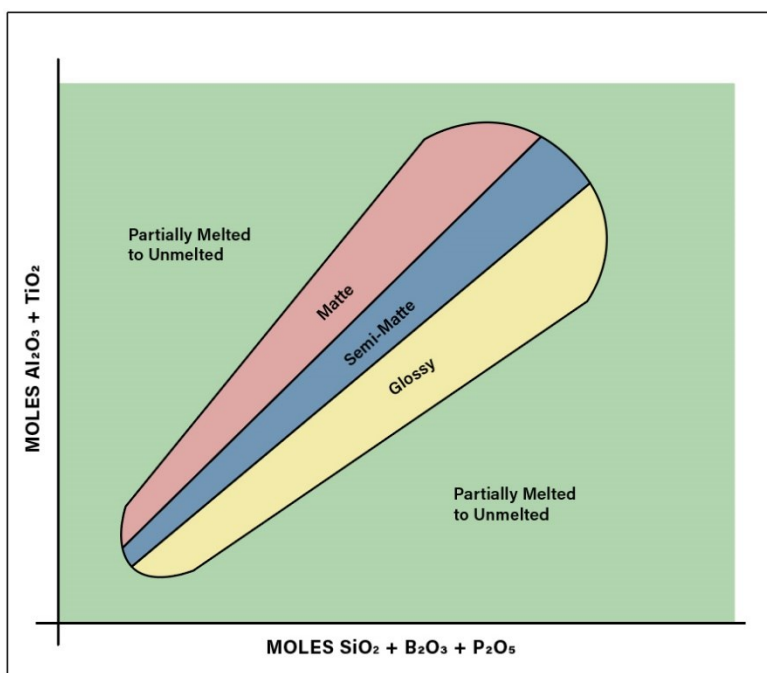 Partially Melted
to Unmelted
Matte
Semi-Matte
Glossy
Partially Melted
to Unmelted
MOLES Al₂O₃ + TiO₂
MOLES SiO₂ + B₂O₃ + P₂O₅